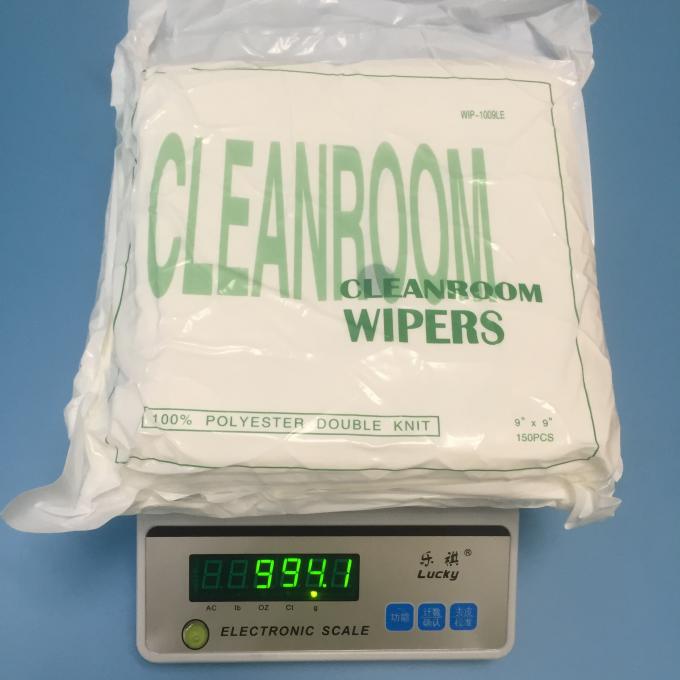 WIP-1009LE
CLEANROOM
CLEANROOM
WIPERS
100% POLYESTER DOUBLE KNIT
9" x 9"
150PCS
994.1
AC lb OZ Ct g
乐祺®
Lucky
功能
计数
确认
去皮
校准
ELECTRONIC SCALE